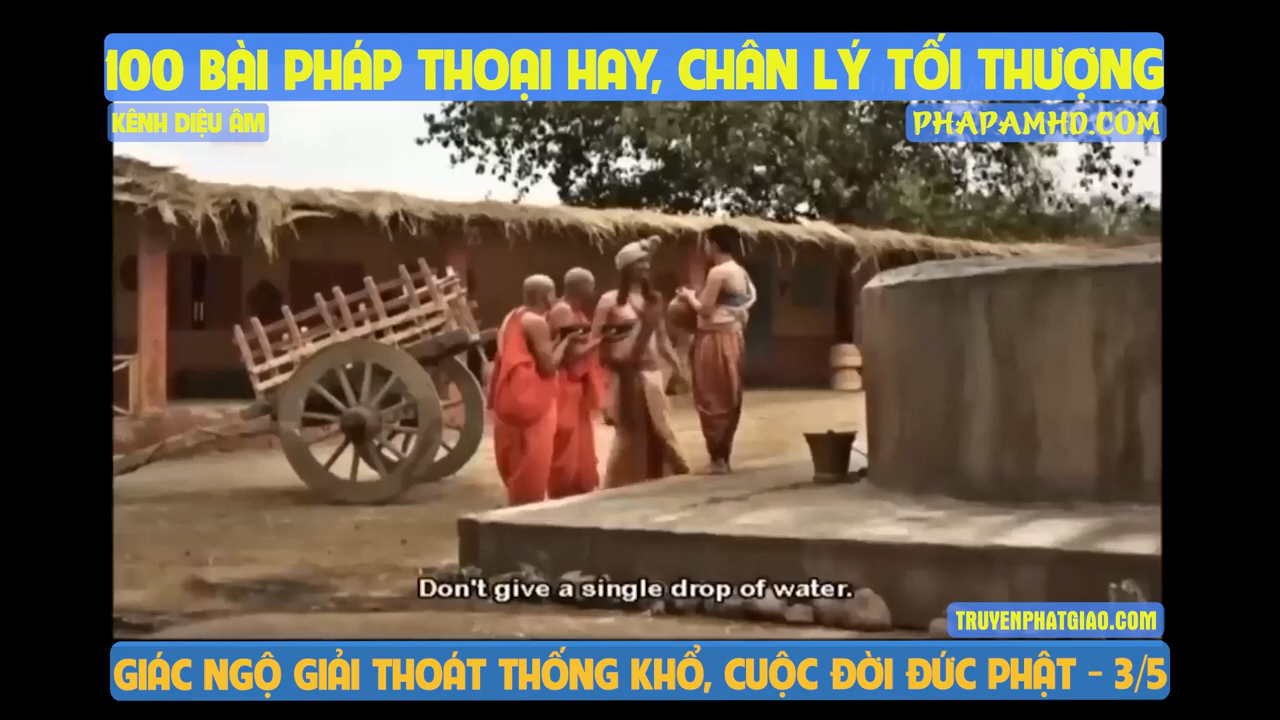 100 BÀI PHÁP THOẠI HAY, CHÂN LÝ TỐI THƯỢNG
KÊNH DIỆU ÂM
PHAPAMHD.COM
Don't give a single drop of water.
TRUYENPHATGIAO.COM
GIÁC NGỘ GIẢI THOÁT THỐNG KHỔ, CUỘC ĐỜI ĐỨC PHẬT - 3/5